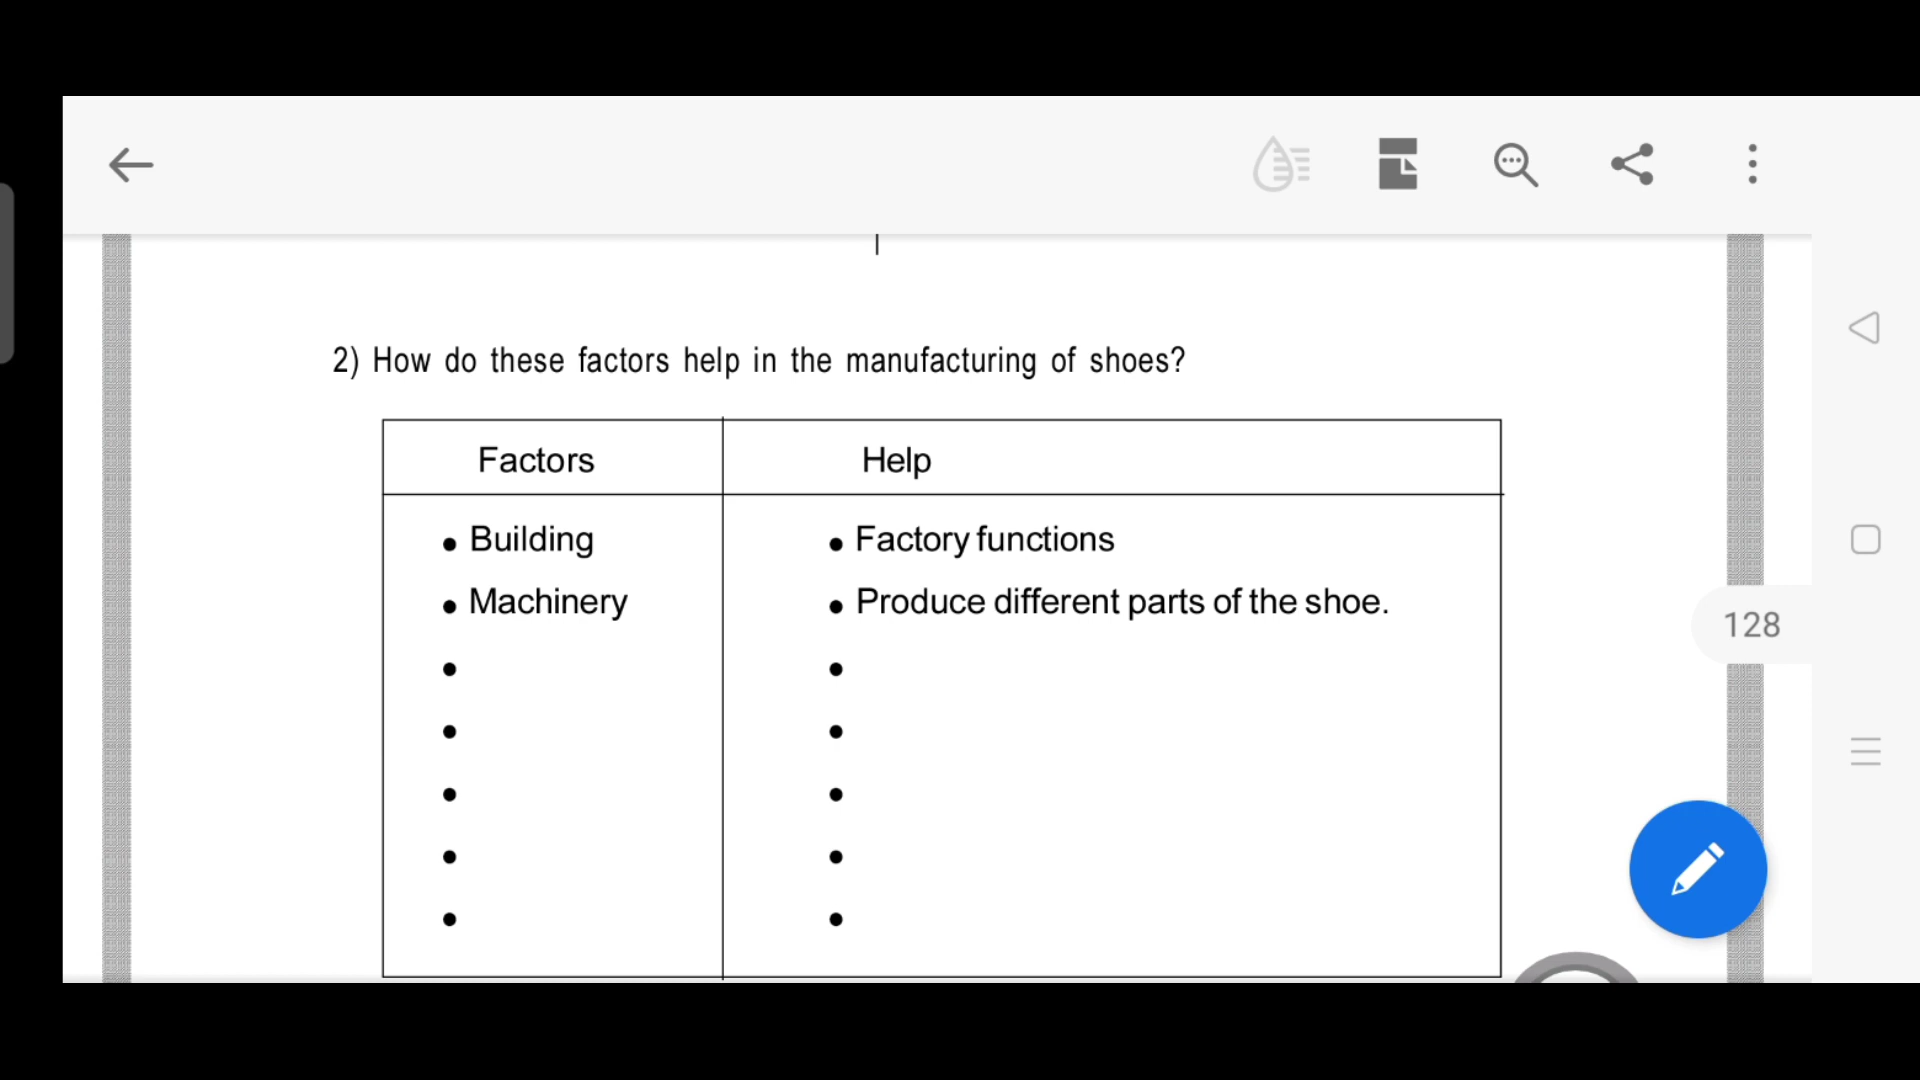 2) How do these factors help in the manufacturing of shoes?
Factors Help
• Building • Factory functions
• Machinery • Produce different parts of the shoe.
• •
• •
• •
• •
• •
128